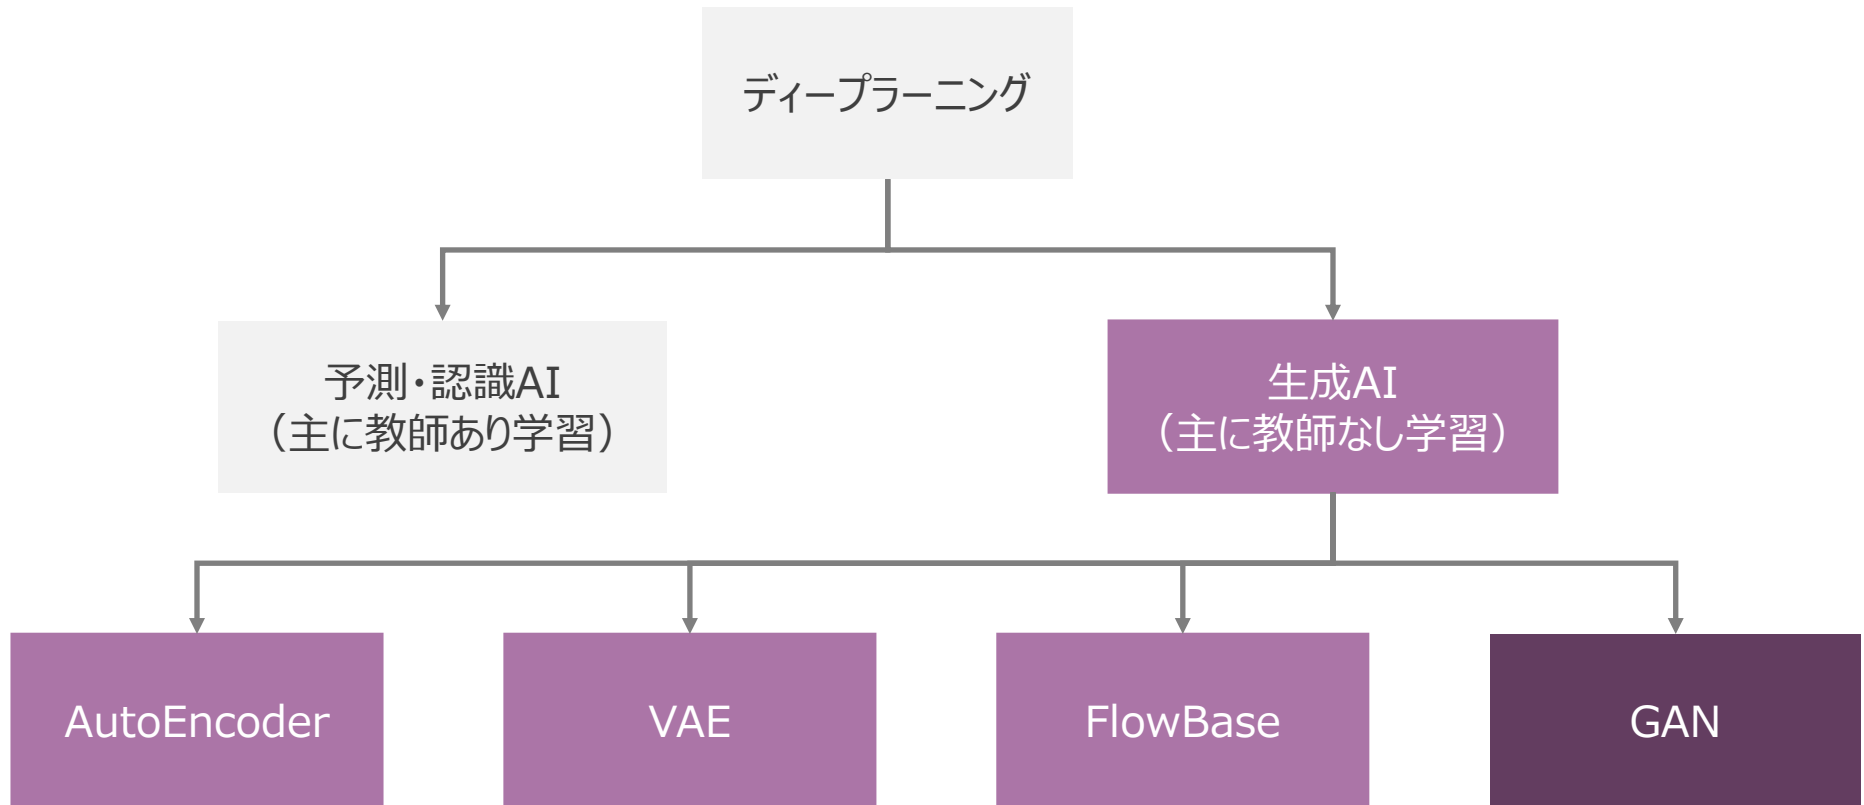 ディープラーニング
予測・認識AI
（主に教師あり学習）
生成AI
（主に教師なし学習）
AutoEncoder
VAE
FlowBase
GAN